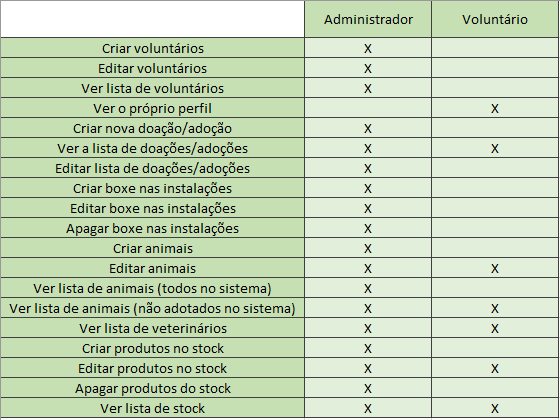 Administrador Voluntário
Criar voluntários X
Editar voluntários X
Ver lista de voluntários X
Ver o próprio perfil X
Criar nova doação/adoção X
Ver a lista de doações/adoções X X
Editar lista de doações/adoções X
Criar boxe nas instalações X
Editar boxe nas instalações X
Apagar boxe nas instalações X
Criar animais X
Editar animais X X
Ver lista de animais (todos no sistema) X
Ver lista de animais (não adotados no sistema) X X
Ver lista de veterinários X X
Criar produtos no stock X
Editar produtos no stock X X
Apagar produtos do stock X
Ver lista de stock X X